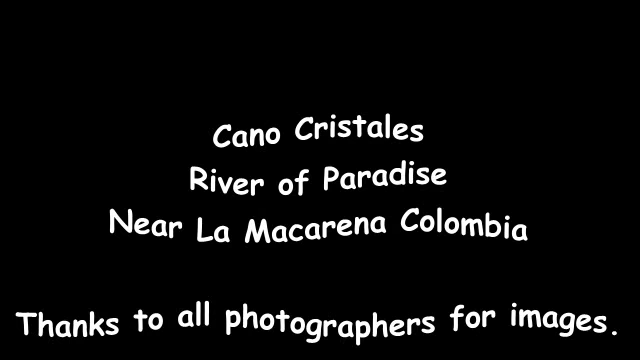 Cano Cristales
River of Paradise
Near La Macarena Colombia
Thanks to all photographers for images.